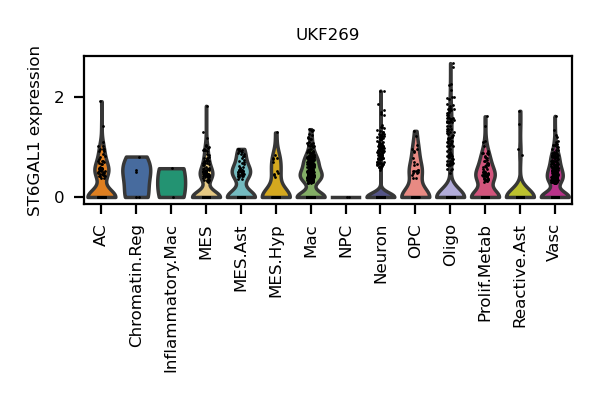 UKF269
ST6GAL1 expression
2
0
AC
Chromatin.Reg
Inflammatory.Mac
MES
MES.Ast
MES.Hyp
Mac
NPC
Neuron
OPC
Oligo
Prolif.Metab
Reactive.Ast
Vasc